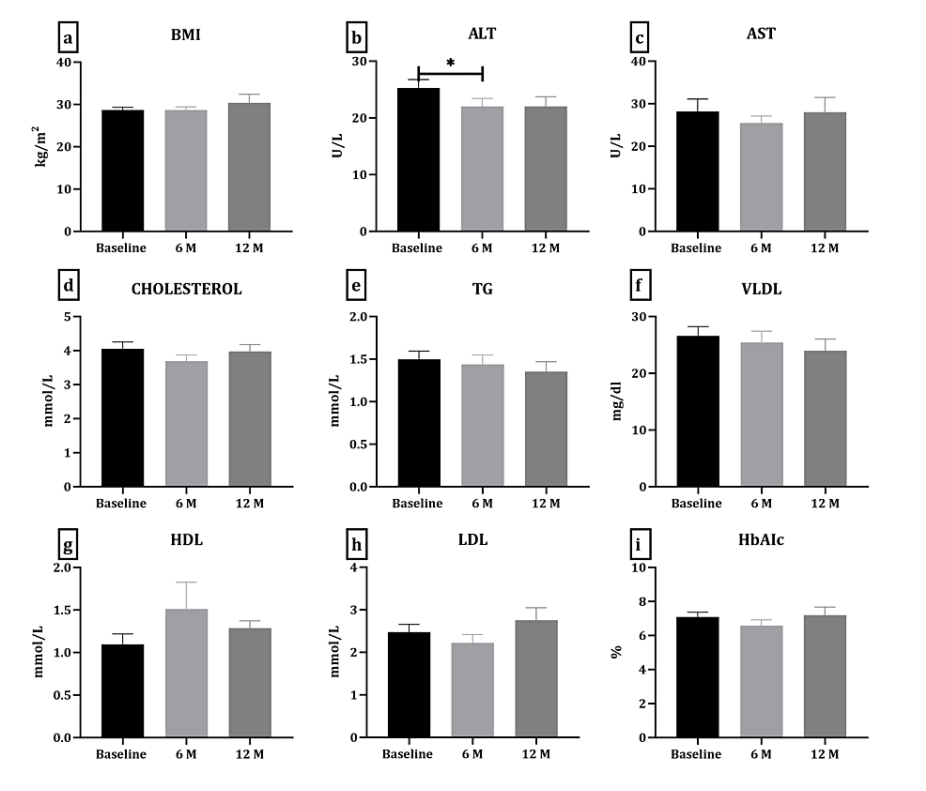 a BMI
40
30
20
10
0
kg/m²
Baseline 6 M 12 M
b ALT
*
30
20
10
0
U/L
Baseline 6 M 12 M
c AST
40
30
20
10
0
U/L
Baseline 6 M 12 M
d CHOLESTEROL
5
4
3
2
1
0
mmol/L
Baseline 6 M 12 M
e TG
2.0
1.5
1.0
0.5
0.0
mmol/L
Baseline 6 M 12 M
f VLDL
30
20
10
0
mg/dl
Baseline 6 M 12 M
g HDL
2.0
1.5
1.0
0.5
0.0
mmol/L
Baseline 6 M 12 M
h LDL
4
3
2
1
0
mmol/L
Baseline 6 M 12 M
i HbAIc
10
8
6
4
2
0
%
Baseline 6 M 12 M